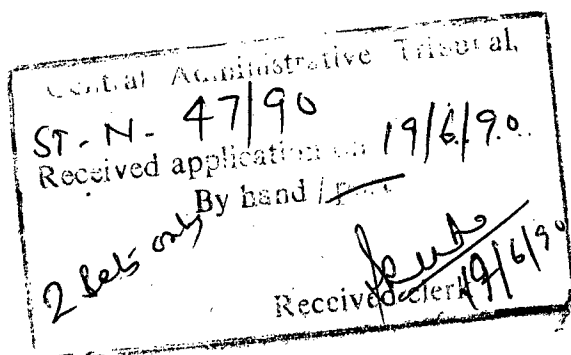 Central Administrative Tribunal,
ST. N. 47/90
Received application on 19/6/90
By hand / post
2 Sets only
Received clerk 19/6/90